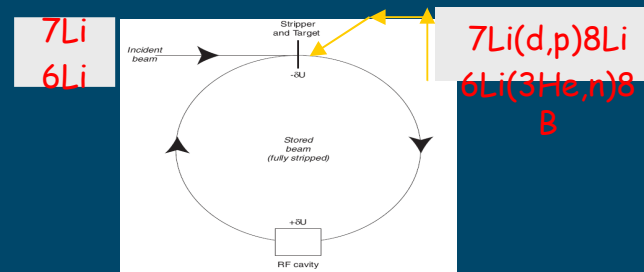 7Li
6Li
Stripper
and Target
Incident
beam
-δU
7Li(d,p)8Li
6Li(3He,n)8
B
Stored
beam
(fully stripped)
+δU
RF cavity